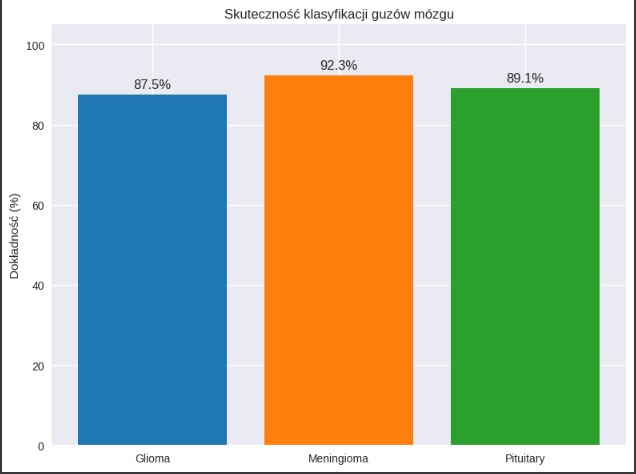 Skuteczność klasyfikacji guzów mózgu
Dokładność (%)
100
80
60
40
20
0
87.5%
92.3%
89.1%
Glioma
Meningioma
Pituitary